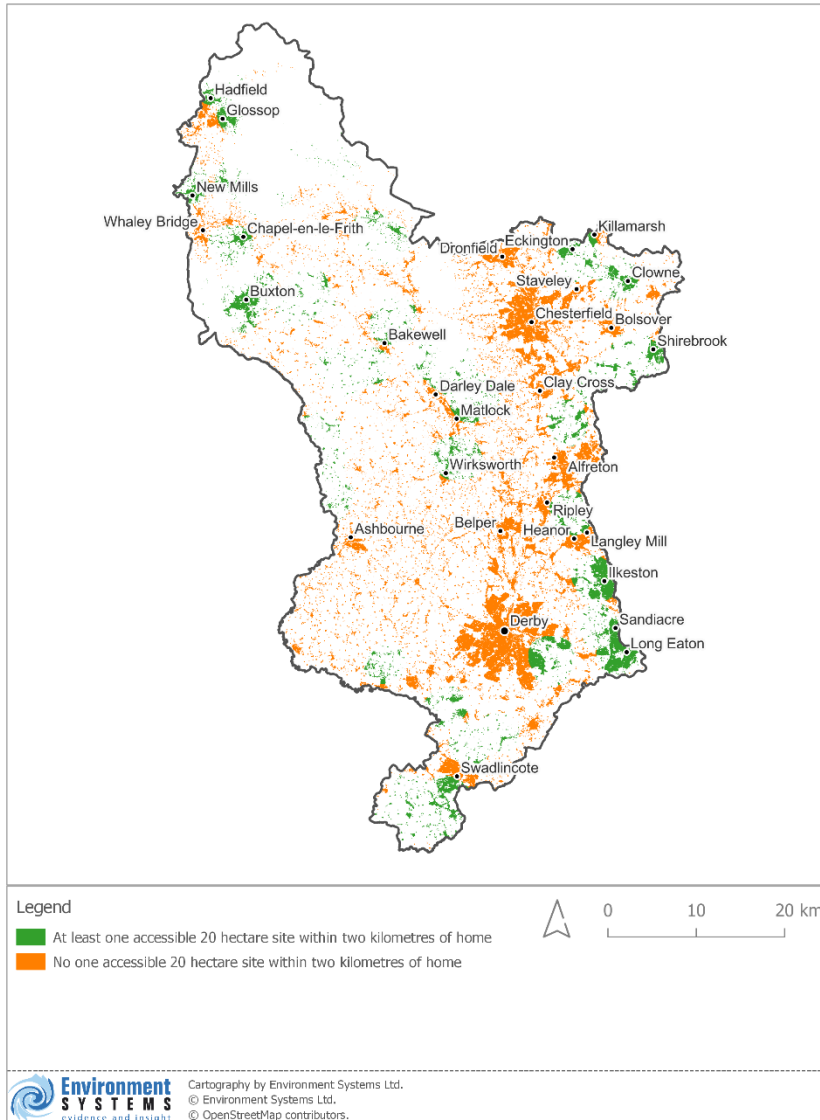 Hadfield
Glossop
New Mills
Whaley Bridge
Chapel-en-le-Frith
Killamarsh
Eckington
Dronfield
Clowne
Staveley
Buxton
Chesterfield
Bolsover
Bakewell
Shirebrook
Darley Dale
Clay Cross
Matlock
Wirksworth
Alfreton
Ripley
Belper
Heanor
Ashbourne
Langley Mill
Ilkeston
Derby
Sandiacre
Long Eaton
Swadlincote
Legend
0 10 20 km
At least one accessible 20 hectare site within two kilometres of home
No one accessible 20 hectare site within two kilometres of home
Environment
SYSTEMS
evidence and insight
Cartography by Environment Systems Ltd.
© Environment Systems Ltd.
© OpenStreetMap contributors.